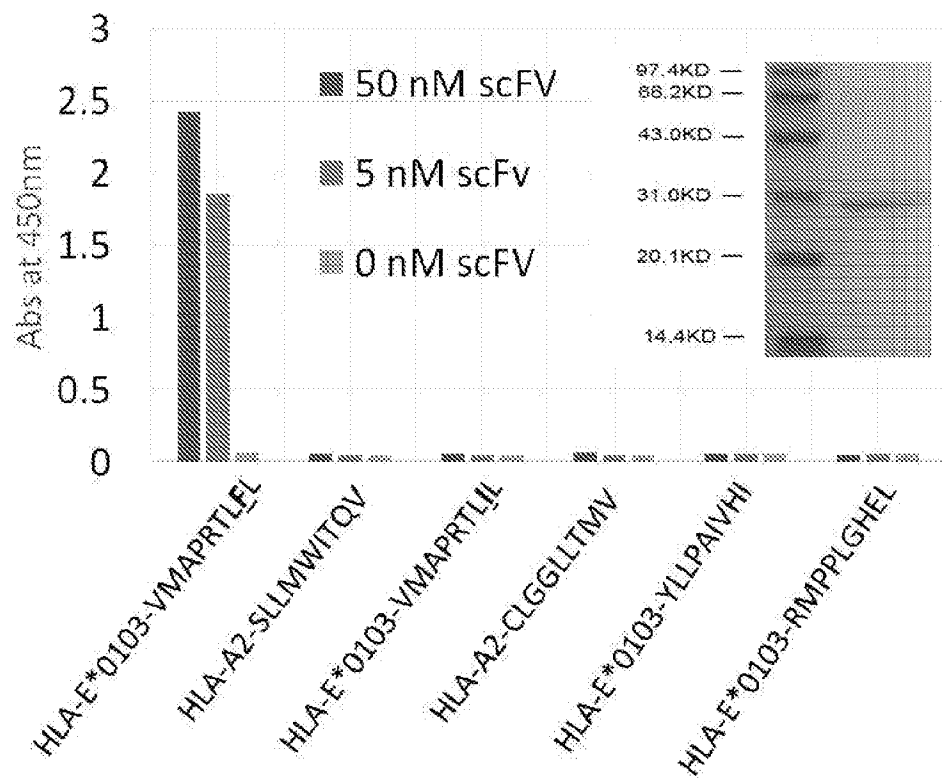 3
2.5
2
1.5
1
0.5
0
Abs at 450nm
50 nM scFV
5 nM scFv
0 nM scFV
97.4KD
66.2KD
43.0KD
31.0KD
20.1KD
14.4KD
HLA-E*0103-VMAPRTLFL
HLA-A2-SLLMWITQV
HLA-E*0103-VMAPRTLIL
HLA-A2-CLGGLLTMV
HLA-E*0103-YLLPAIVHI
HLA-E*0103-RMPPLGHEL